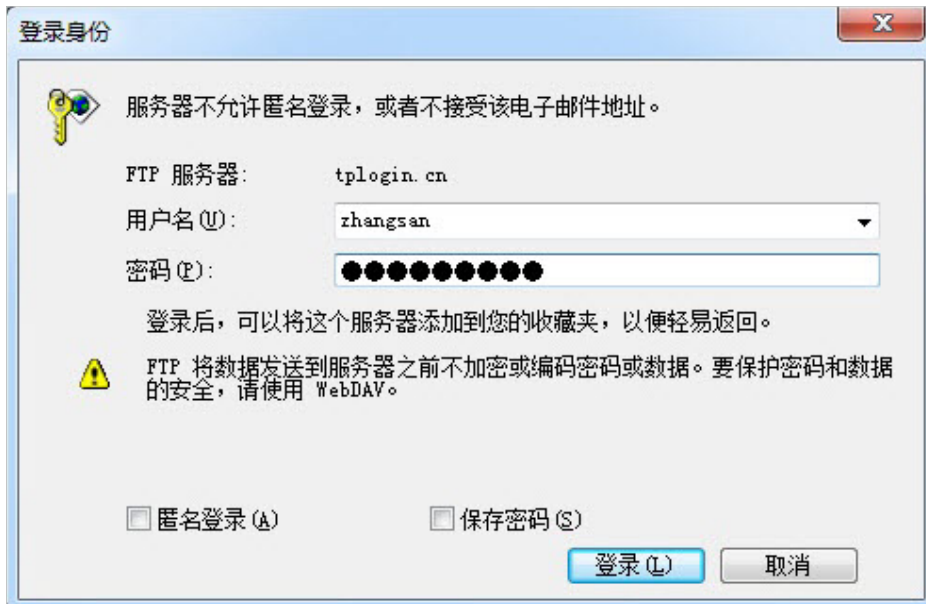 登录身份
服务器不允许匿名登录，或者不接受该电子邮件地址。
FTP 服务器: tplogin.cn
用户名(U): zhangsan
密码(P): ●●●●●●●●●
登录后，可以将这个服务器添加到您的收藏夹，以便轻易返回。
FTP 将数据发送到服务器之前不加密或编码密码或数据。要保护密码和数据
的安全，请使用 WebDAV。
匿名登录(A) 保存密码(S)
登录(L) 取消